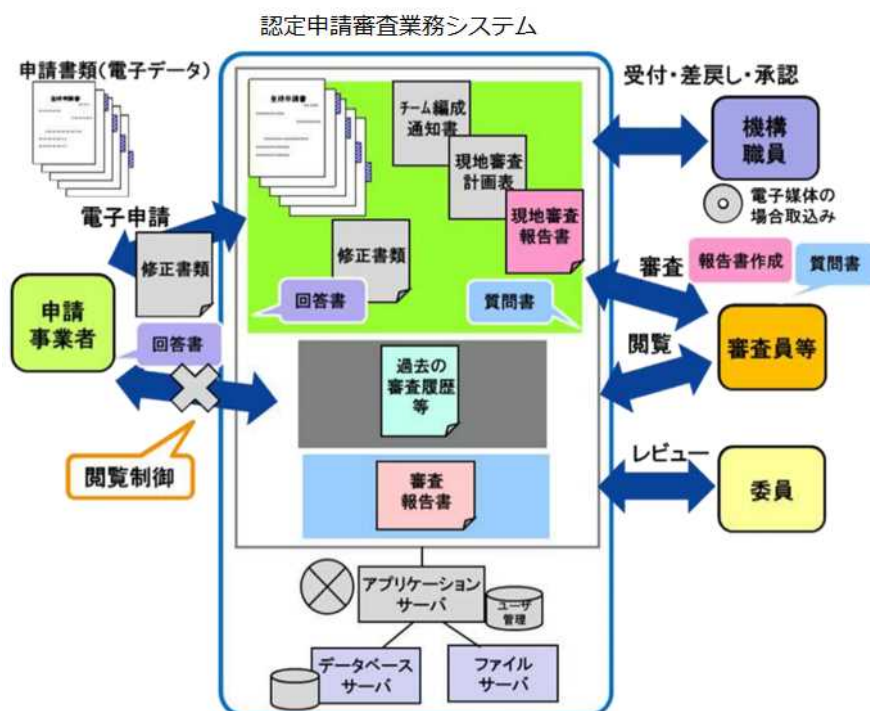 認定申請審査業務システム
申請書類(電子データ)
受付・差戻し・承認
チーム編成
通知書
現地審査
計画表
現地審査
報告書
機構
職員
電子媒体の
場合取込み
電子申請
修正書類
修正書類
回答書
質問書
審査
報告書作成
質問書
申請
事業者
回答書
閲覧
審査員等
過去の
審査履歴
等
閲覧制御
レビュー
委員
審査
報告書
アプリケーション
サーバ
ユーザ
管理
データベース
サーバ
ファイル
サーバ